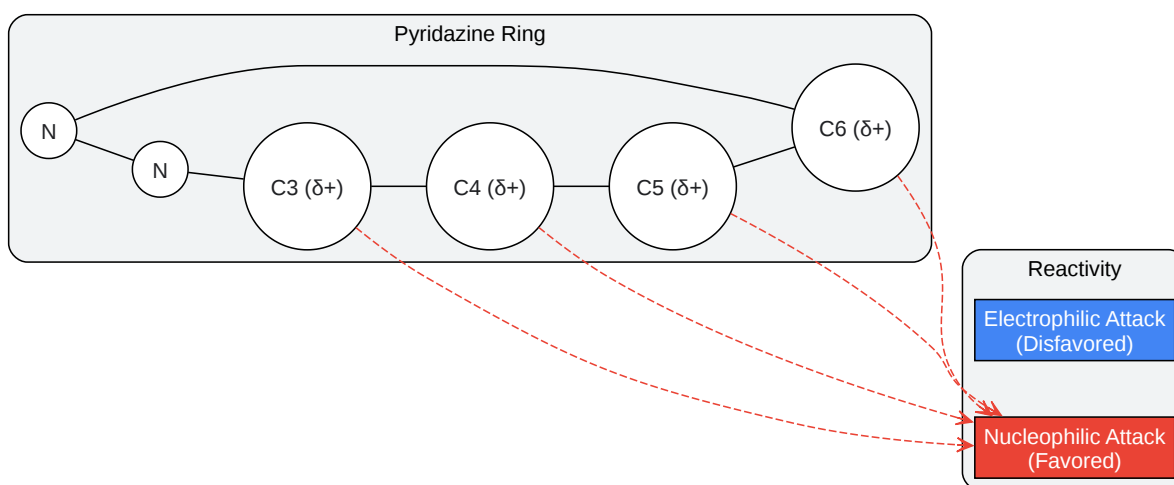 Pyridazine Ring
N
N
C3 (δ+)
C4 (δ+)
C5 (δ+)
C6 (δ+)
Reactivity
Electrophilic Attack
(Disfavored)
Nucleophilic Attack
(Favored)